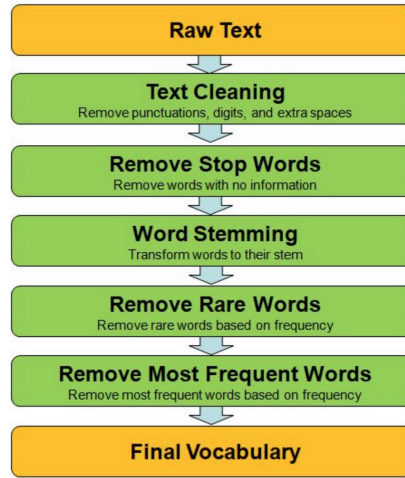 Raw Text
Text Cleaning
Remove punctuations, digits, and extra spaces
Remove Stop Words
Remove words with no information
Word Stemming
Transform words to their stem
Remove Rare Words
Remove rare words based on frequency
Remove Most Frequent Words
Remove most frequent words based on frequency
Final Vocabulary